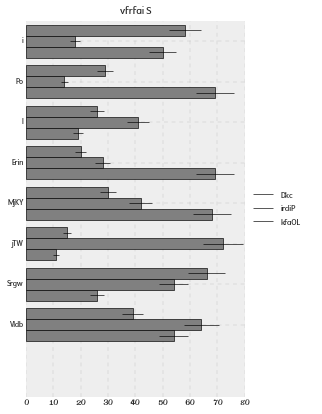 vfrfai S
i
Po
I
Erin
MjKY
jTW
Srgw
Vldb
0 10 20 30 40 50 60 70 80
Dkc
irdiP
kfaOL